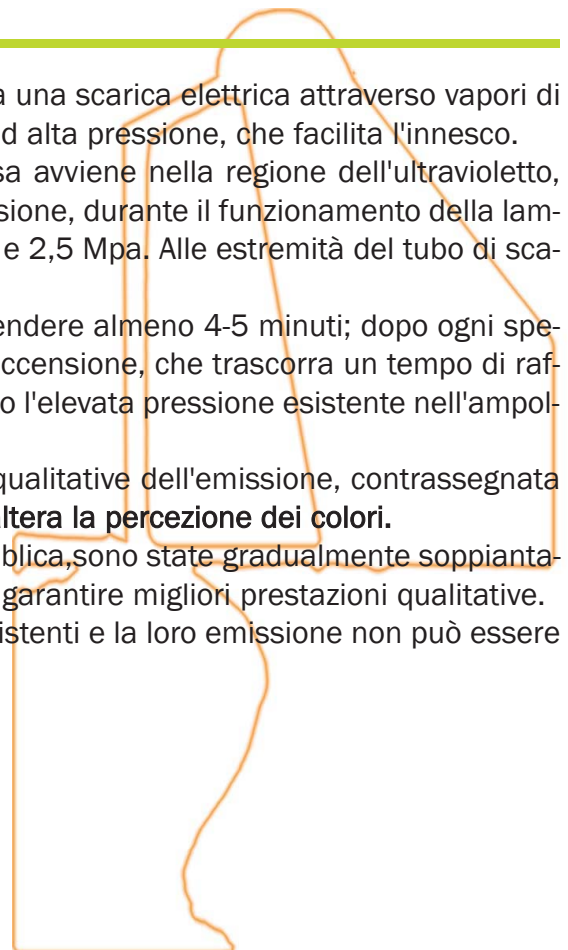 a una scarica elettrica attraverso vapori di
d alta pressione, che facilita l'innesco.
sa avviene nella regione dell'ultravioletto,
sione, durante il funzionamento della lam-
e 2,5 Mpa. Alle estremità del tubo di sca-
endere almeno 4-5 minuti; dopo ogni spe-
ccensione, che trascorra un tempo di raf-
o l'elevata pressione esistente nell'ampol-
qualitative dell'emissione, contrassegnata
ltera la percezione dei colori.
blica,sono state gradualmente soppianta-
garantire migliori prestazioni qualitative.
istenti e la loro emissione non può essere